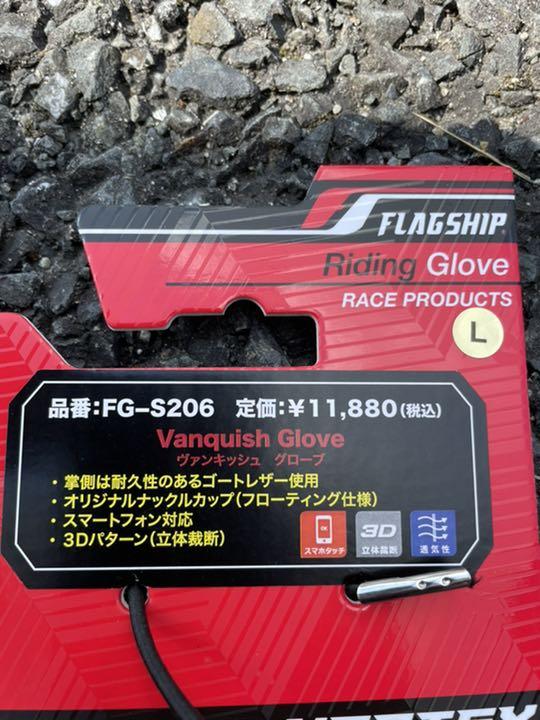 FLAGSHIP
Riding Glove
RACE PRODUCTS
L
品番:FG-S206 定価:¥11,880(税込)
Vanquish Glove
ヴァンキッシュ グローブ
・掌側は耐久性のあるゴートレザー使用
・オリジナルナックルカップ(フローティング仕様)
・スマートフォン対応
・3Dパターン(立体裁断)
OK
スマホタッチ
3D
立体裁断
通気性